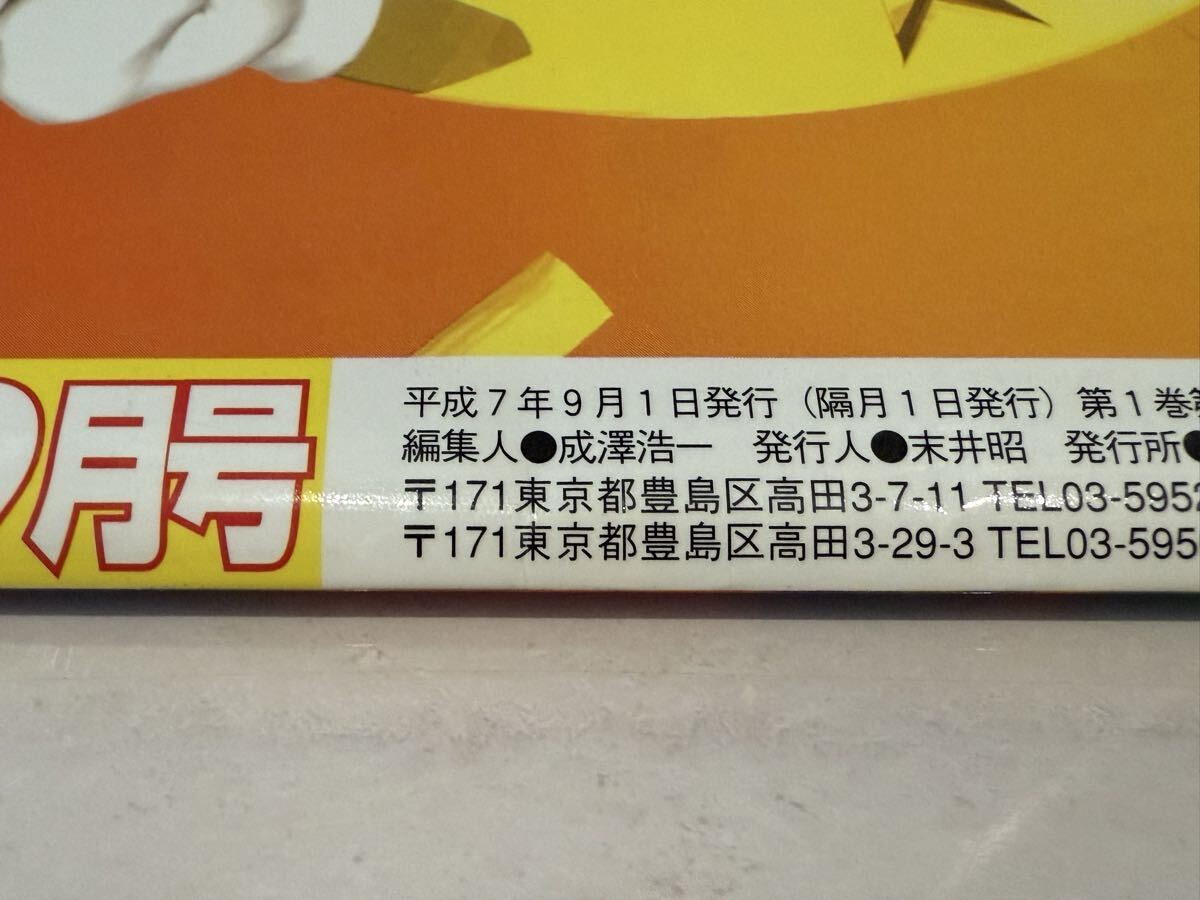 月号
平成7年9月1日発行（隔月1日発行）第1巻
編集人●成澤浩一　発行人●末井昭　発行所●
〒171東京都豊島区高田3-7-11 TEL03-5952
〒171東京都豊島区高田3-29-3 TEL03-595